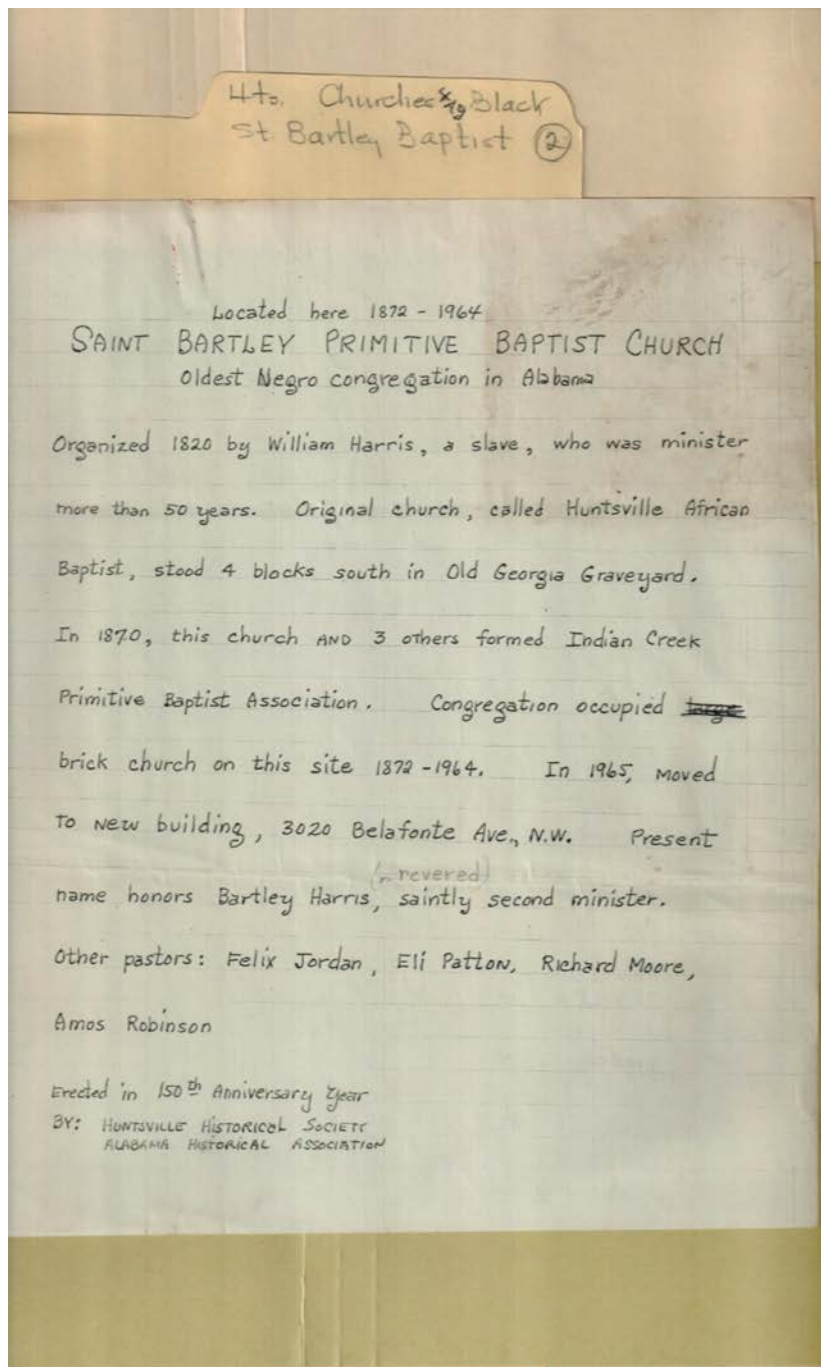 4to. Churches Black
St. Bartley Baptist ②
Located here 1872 - 1964
SAINT BARTLEY PRIMITIVE BAPTIST CHURCH
Oldest Negro congregation in Alabama
Organized 1820 by William Harris, a slave, who was minister
more than 50 years. Original church, called Huntsville African
Baptist, stood 4 blocks south in Old Georgia Graveyard.
In 1870, this church AND 3 others formed Indian Creek
Primitive Baptist Association. Congregation occupied large
brick church on this site 1872 - 1964. In 1965, moved
To New building, 3020 Belafonte Ave., N.W. Present
(revered)
name honors Bartley Harris, saintly second minister.
Other pastors: Felix Jordan, Eli Patton, Richard Moore,
Amos Robinson
Erected in 150th Anniversary Year
BY: HUNTSVILLE HISTORICAL SOCIETY
ALABAMA HISTORICAL ASSOCIATION